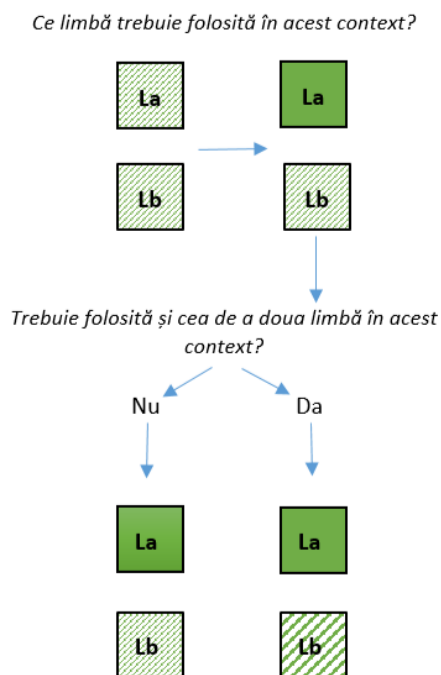 Ce limbă trebuie folosită în acest context?
La La
Lb Lb
Trebuie folosită și cea de a doua limbă în acest
context?
Nu Da
La La
Lb Lb